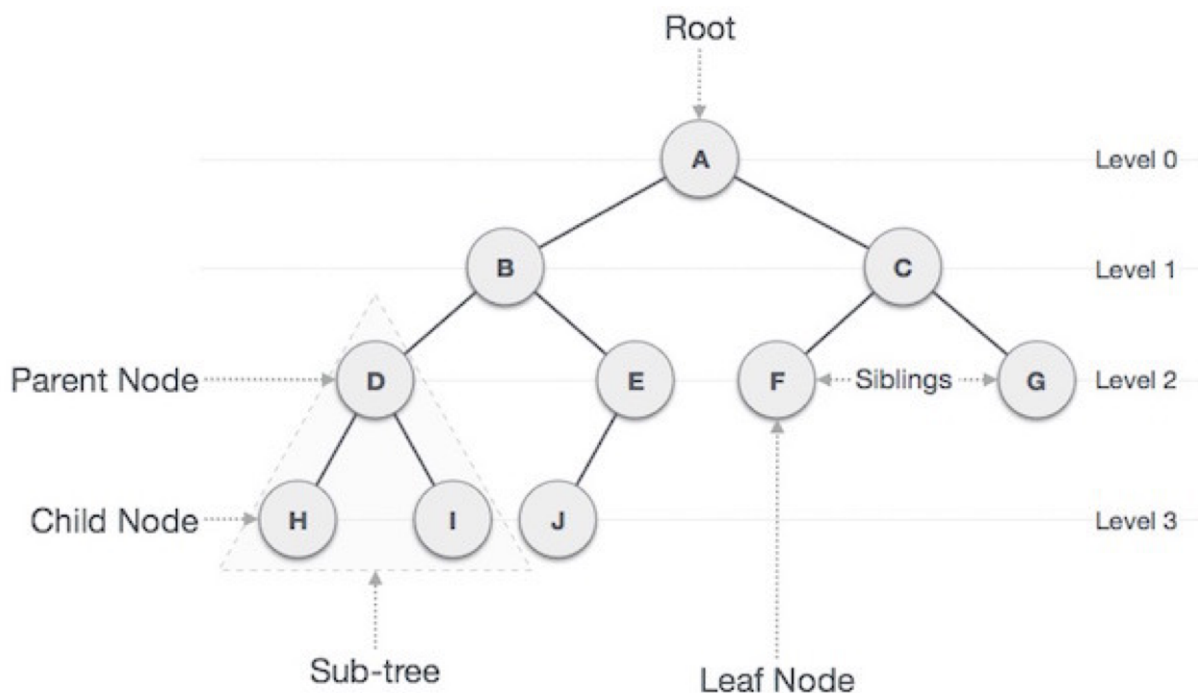 Root
A
Level 0
B
C
Level 1
Parent Node
D
E
F
Siblings
G
Level 2
Child Node
H
I
J
Level 3
Sub-tree
Leaf Node